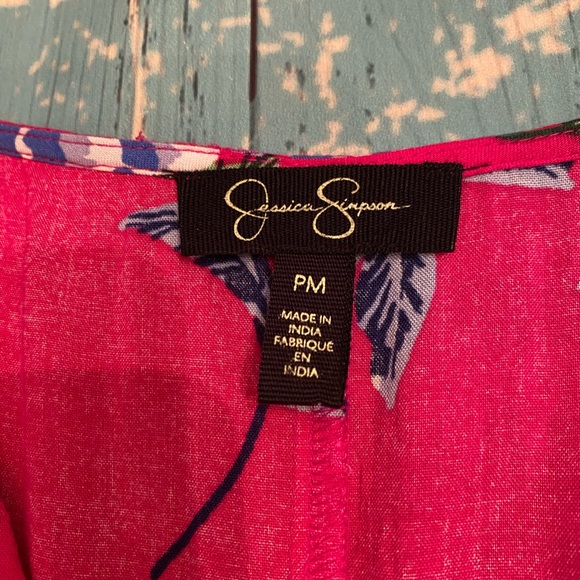 Jessica Simpson
PM
MADE IN
INDIA
FABRIQUÉ
EN
INDIA